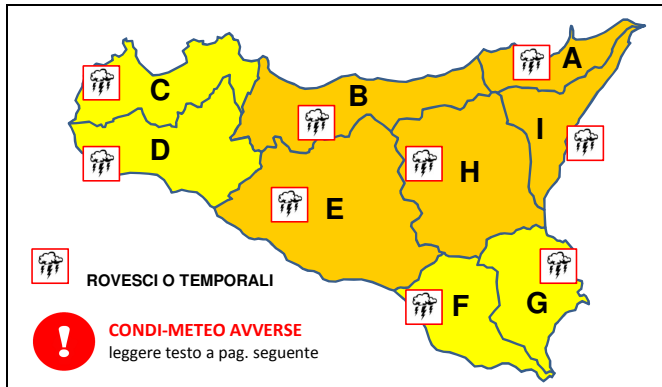 A
B
C
I
D
H
E
F
G
ROVESCI O TEMPORALI
!
CONDI-METEO AVVERSE
leggere testo a pag. seguente